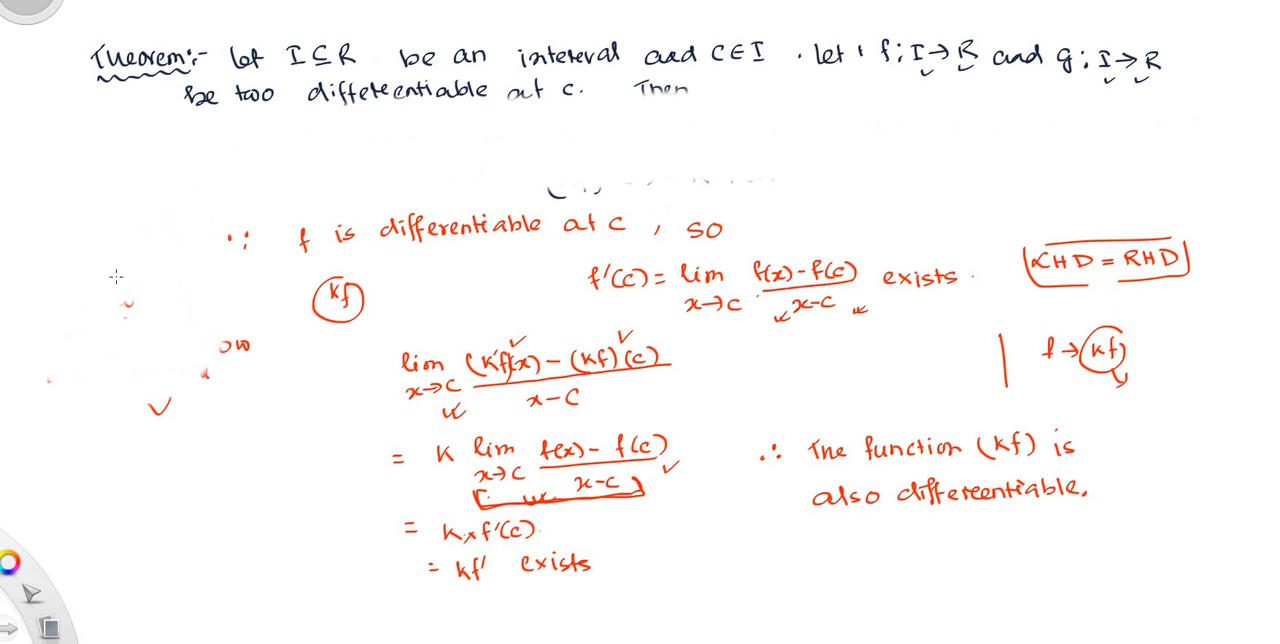 Theorem:- let I ⊆ R be an interval and C ∈ I . let f: I → R and g: I → R
be two differentiable at c. Then
∵ f is differentiable at c , so
f'(c) = lim x→c f(x) - f(c) / x - c exists.
LHD = RHD
kf
lim x→c (kf)(x) - (kf)(c) / x - c
f → kf
= K lim x→c f(x) - f(c) / x - c
∴ The function (kf) is
also differentiable.
= K × f'(c).
= kf' exists